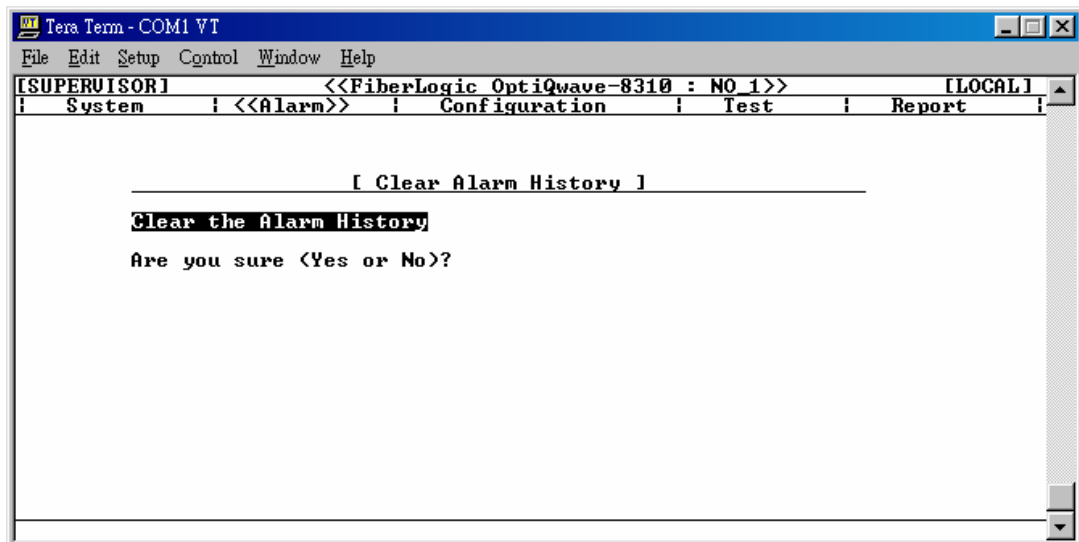 Tera Term - COM1 VT
File Edit Setup Control Window Help
[SUPERVISOR] <<FiberLogic OptiQwave-8310 : NO_1>> [LOCAL]
¦ System ¦ <<Alarm>> ¦ Configuration ¦ Test ¦ Report ¦
[ Clear Alarm History ]
Clear the Alarm History
Are you sure (Yes or No)?